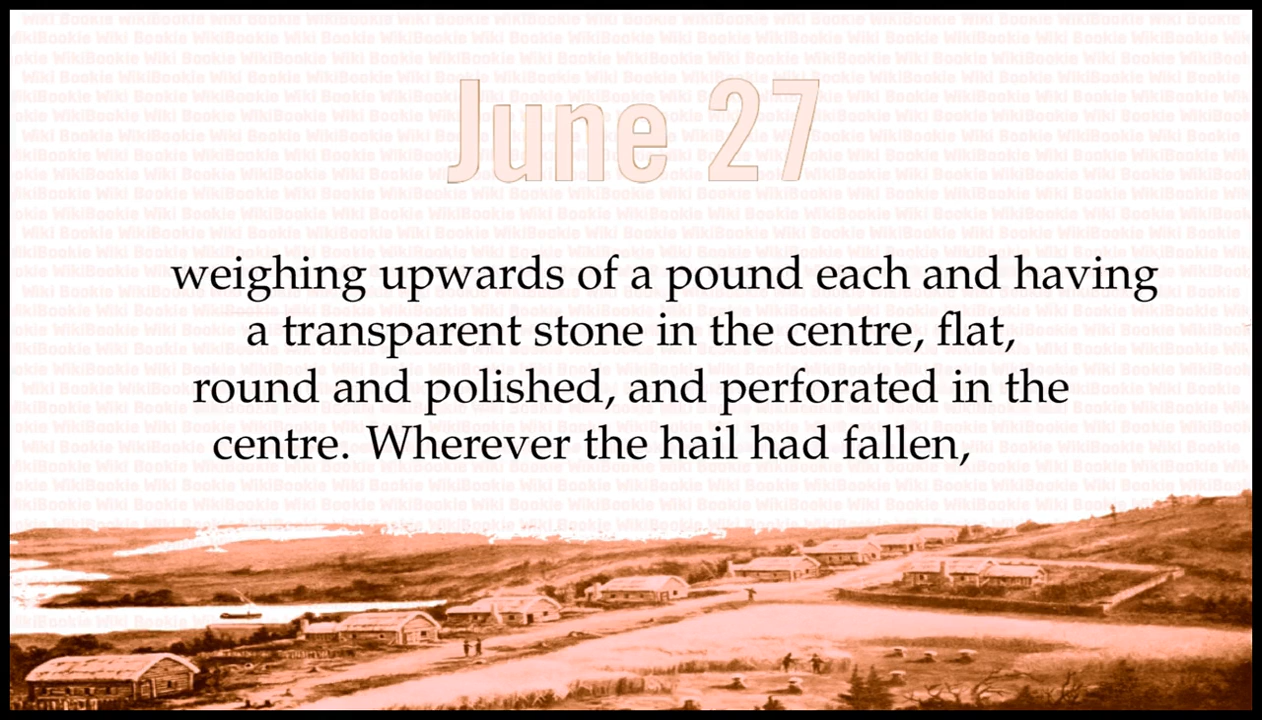 June 27
weighing upwards of a pound each and having
a transparent stone in the centre, flat,
round and polished, and perforated in the
centre. Wherever the hail had fallen,